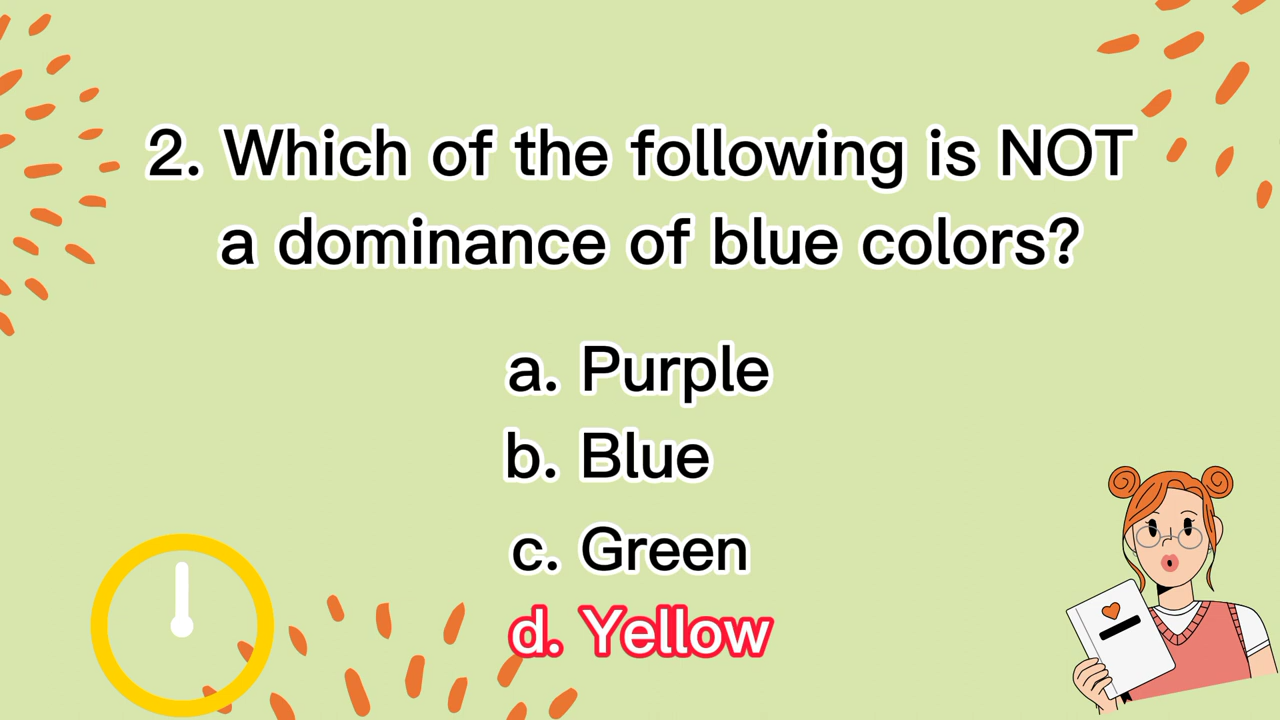 2. Which of the following is NOT
a dominance of blue colors?
a. Purple
b. Blue
c. Green
d. Yellow